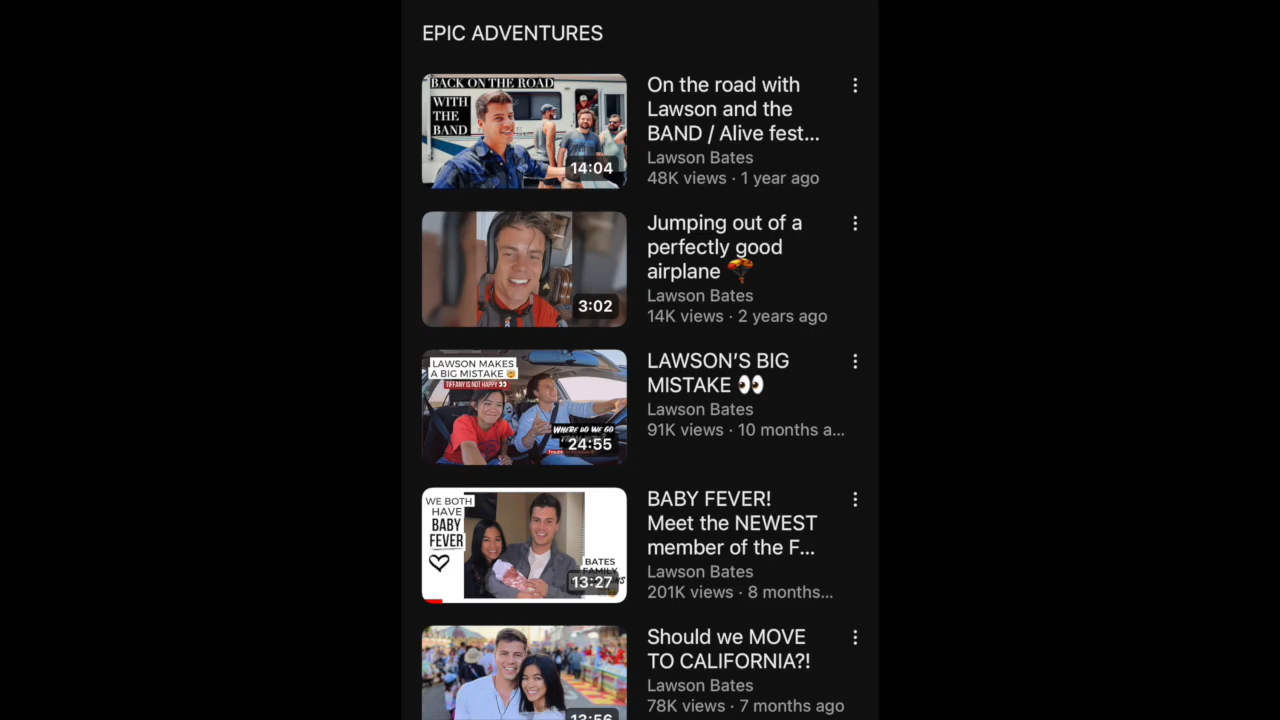 EPIC ADVENTURES
BACK ON THE ROAD
WITH
THE
BAND
14:04
On the road with
Lawson and the
BAND / Alive fest...
Lawson Bates
48K views · 1 year ago
3:02
Jumping out of a
perfectly good
airplane 🪂
Lawson Bates
14K views · 2 years ago
LAWSON MAKES
A BIG MISTAKE 🤯
TIFFANY IS NOT HAPPY 👀
WHERE DO WE GO
24:55
LAWSON’S BIG
MISTAKE 👀
Lawson Bates
91K views · 10 months a...
WE BOTH
HAVE
BABY
FEVER
BATES
FAMILY
13:27
BABY FEVER!
Meet the NEWEST
member of the F...
Lawson Bates
201K views · 8 months...
13:56
Should we MOVE
TO CALIFORNIA?!
Lawson Bates
78K views · 7 months ago